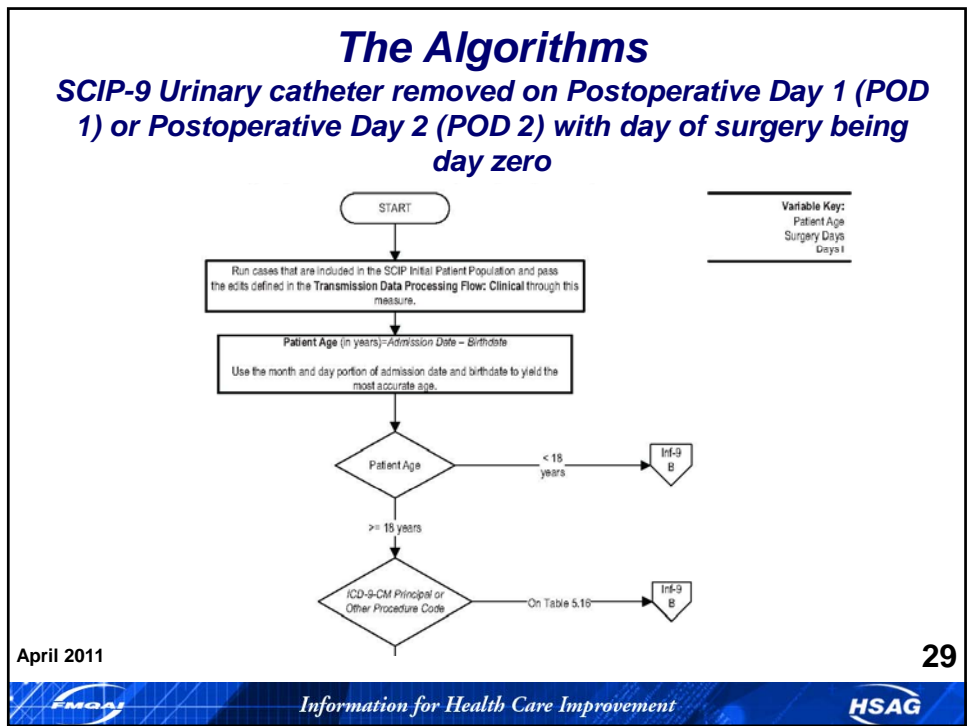 The Algorithms
SCIP-9 Urinary catheter removed on Postoperative Day 1 (POD
1) or Postoperative Day 2 (POD 2) with day of surgery being
day zero
START
Variable Key:
Patient Age
Surgery Days
Days I
Run cases that are included in the SCIP Initial Patient Population and pass
the edits defined in the Transmission Data Processing Flow: Clinical through this
measure.
Patient Age (in years)=Admission Date – Birthdate
Use the month and day portion of admission date and birthdate to yield the
most accurate age.
Patient Age
< 18
years
Inf-9
B
>= 18 years
ICD-9-CM Principal or
Other Procedure Code
On Table 5.16
Inf-9
B
April 2011
29
FMQAI
Information for Health Care Improvement
HSAG